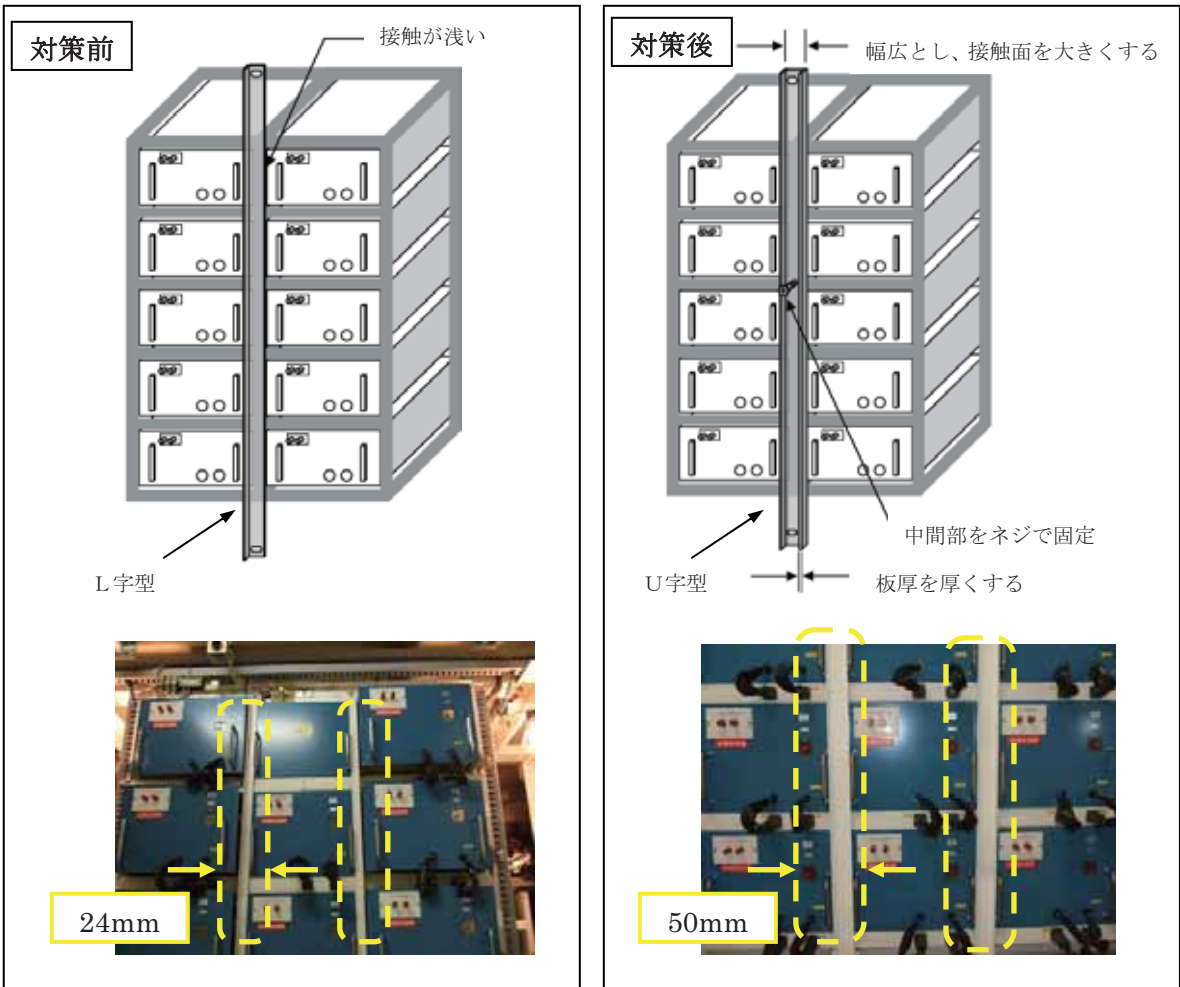 対策前
接触が浅い
L字型
24mm
対策後
幅広とし、接触面を大きくする
中間部をネジで固定
U字型
板厚を厚くする
50mm